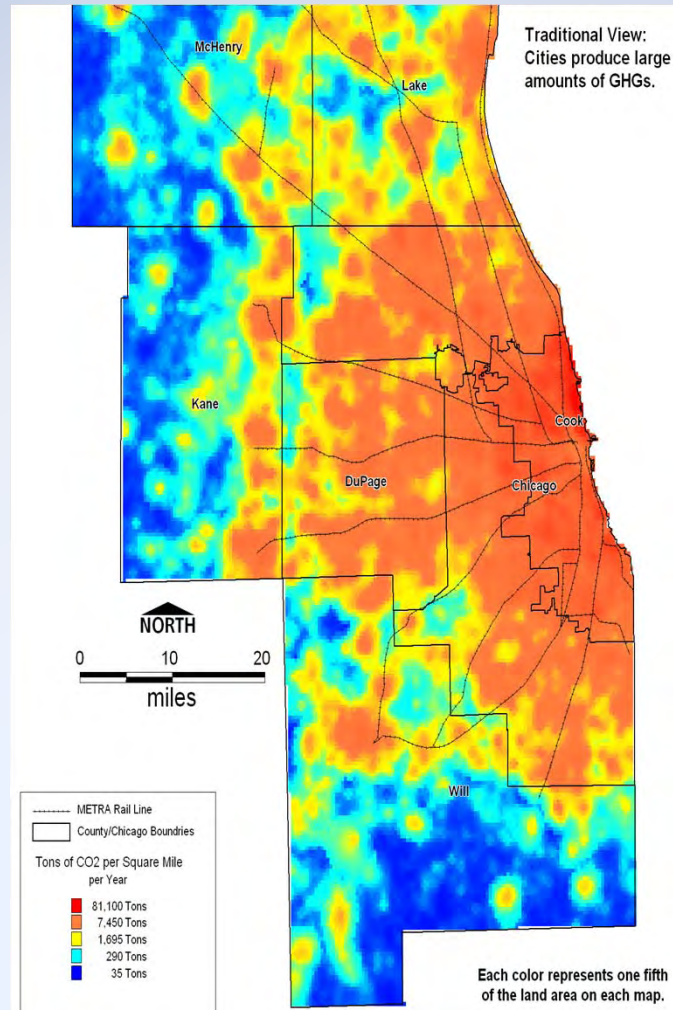 Traditional View:
Cities produce large
amounts of GHGs.
McHenry
Lake
Kane
Cook
DuPage
Chicago
NORTH
0 10 20
miles
Will
METRA Rail Line
County/Chicago Boundries
Tons of CO2 per Square Mile
per Year
81,100 Tons
7,450 Tons
1,695 Tons
290 Tons
35 Tons
Each color represents one fifth
of the land area on each map.